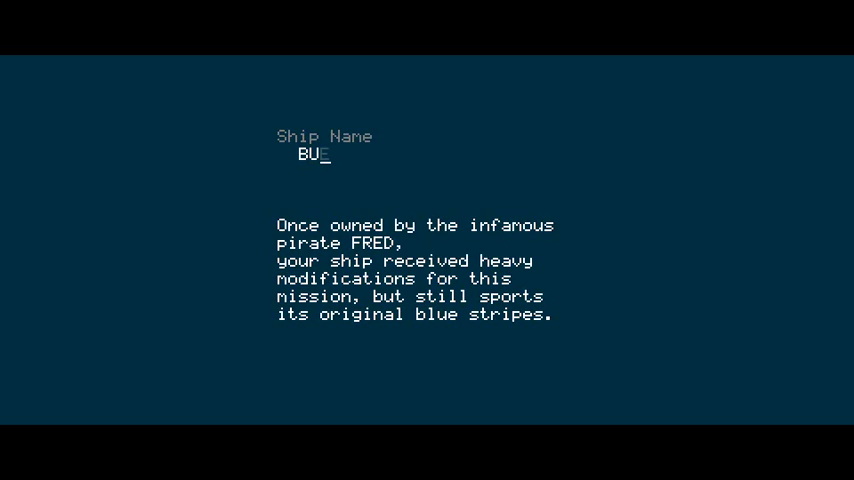 Ship Name
BUE
Once owned by the infamous
pirate FRED,
your ship received heavy
modifications for this
mission, but still sports
its original blue stripes.